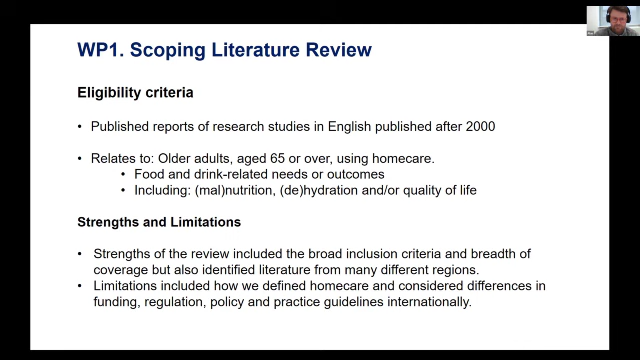 WP1. Scoping Literature Review
Eligibility criteria
• Published reports of research studies in English published after 2000
• Relates to: Older adults, aged 65 or over, using homecare.
• Food and drink-related needs or outcomes
• Including: (mal)nutrition, (de)hydration and/or quality of life
Strengths and Limitations
• Strengths of the review included the broad inclusion criteria and breadth of
coverage but also identified literature from many different regions.
• Limitations included how we defined homecare and considered differences in
funding, regulation, policy and practice guidelines internationally.